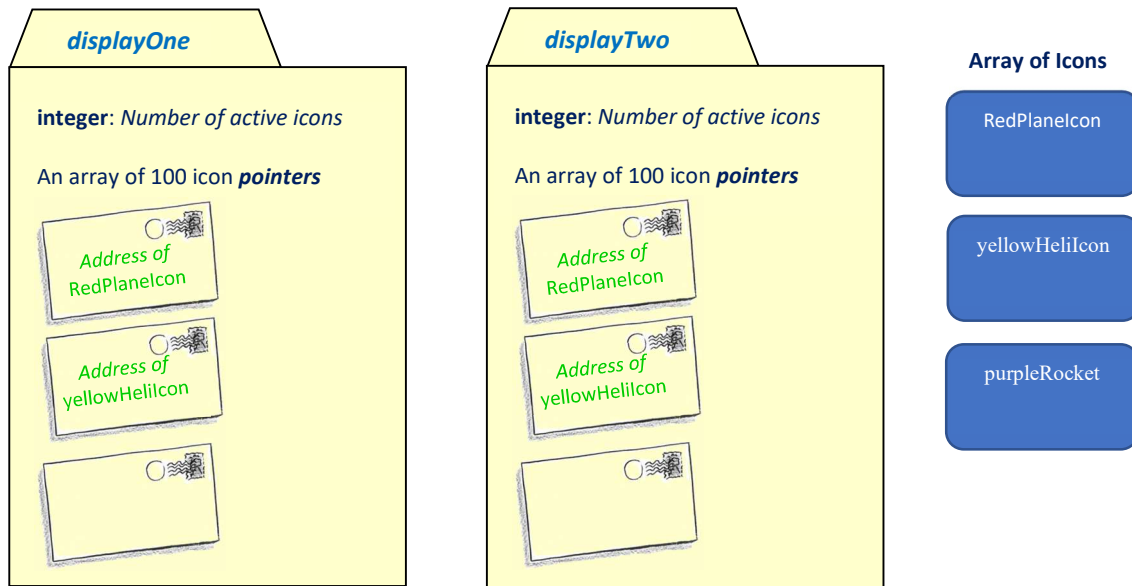 displayOne
integer: Number of active icons
An array of 100 icon pointers
Address of
RedPlaneIcon
Address of
yellowHeliIcon
displayTwo
integer: Number of active icons
An array of 100 icon pointers
Address of
RedPlaneIcon
Address of
yellowHeliIcon
Array of Icons
RedPlaneIcon
yellowHeliIcon
purpleRocket